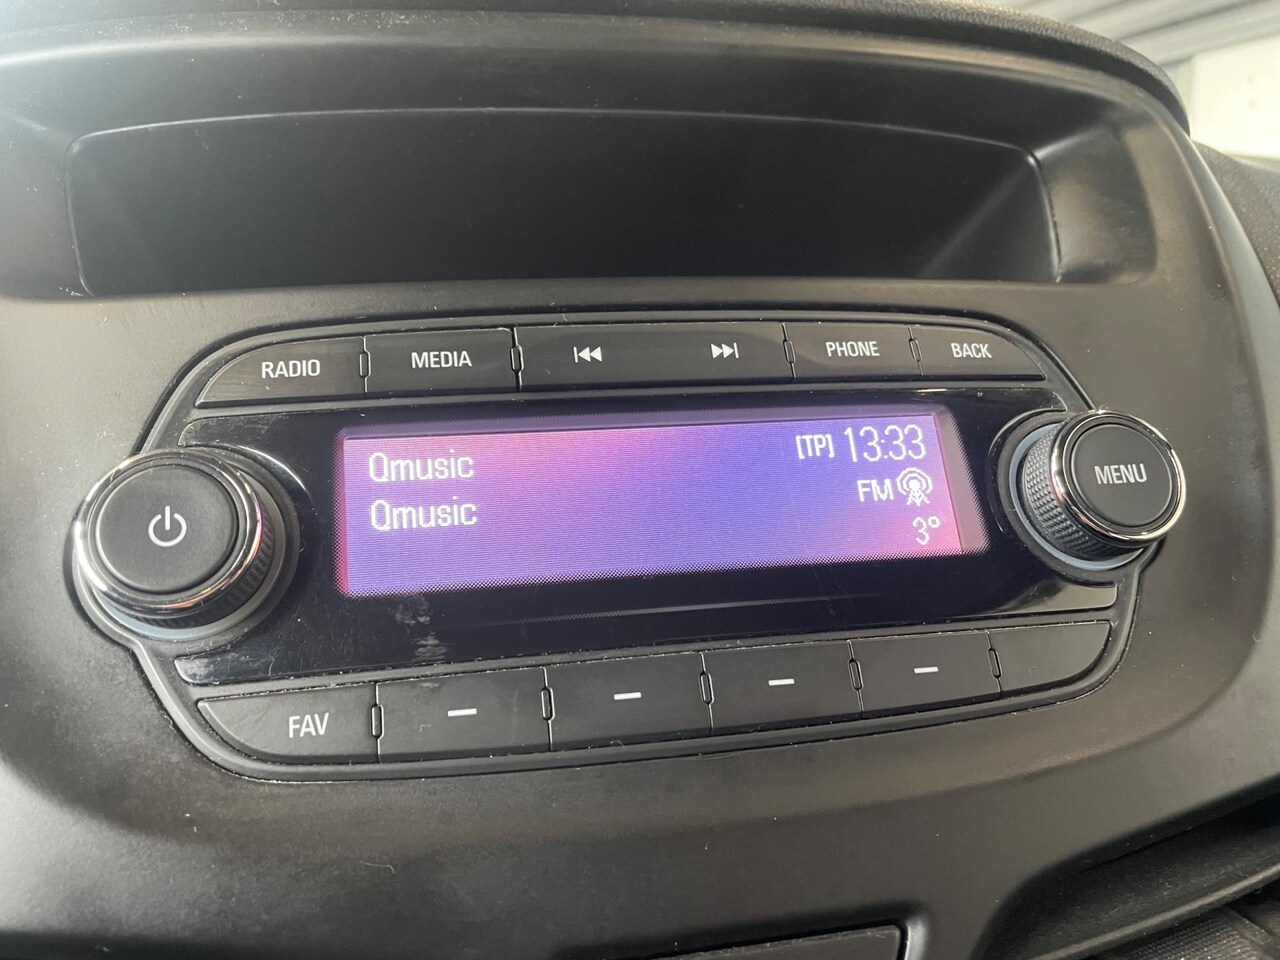 RADIO MEDIA PHONE BACK
Qmusic [TP] 13:33
Qmusic FM
3°
MENU
FAV